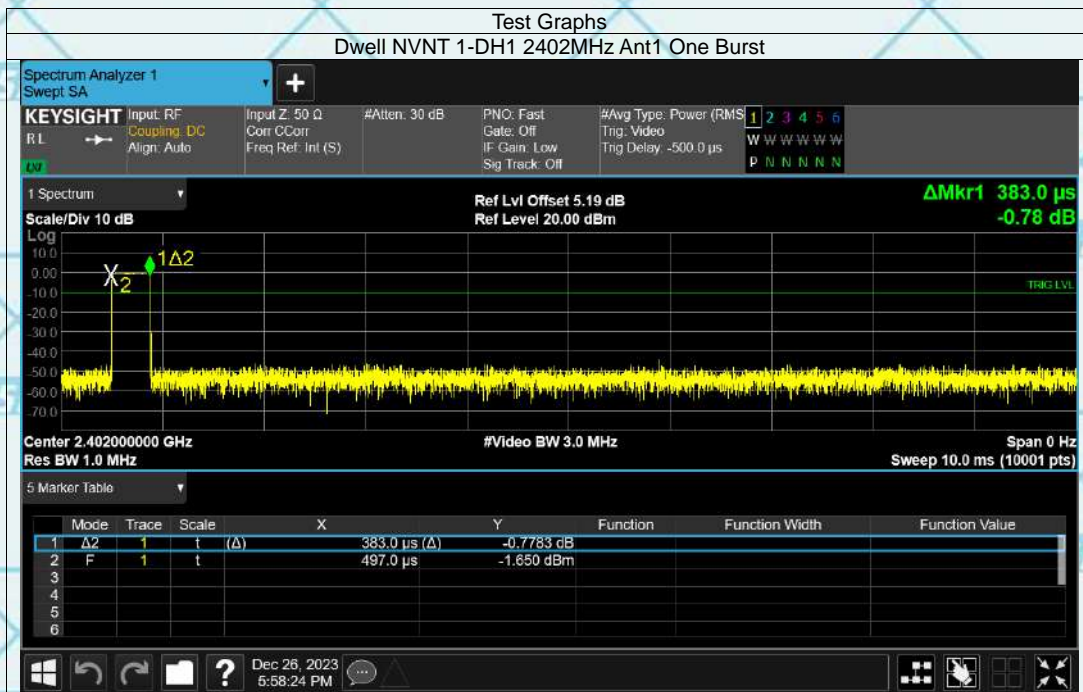 Test Graphs
Dwell NVNT 1-DH1 2402MHz Ant1 One Burst
Spectrum Analyzer 1
Swept SA
+
KEYSIGHT Input: RF Input Z: 50 Ω #Atten: 30 dB PNO: Fast #Avg Type: Power (RMS 1 2 3 4 5 6
RL Coupling: DC Corr CCorr Gate: Off Trig: Video W W W W W W
Align: Auto Freq Ref: Int (S) IF Gain: Low Trig Delay: -500.0 µs
Sig Track: Off P N N N N N
LXI
1 Spectrum Ref Lvl Offset 5.19 dB ΔMkr1 383.0 µs
Scale/Div 10 dB Ref Level 20.00 dBm -0.78 dB
Log
10.0
0.00
-10.0
-20.0
-30.0
-40.0
-50.0
-60.0
-70.0
1Δ2
X2
TRIG LVL
Center 2.402000000 GHz #Video BW 3.0 MHz Span 0 Hz
Res BW 1.0 MHz Sweep 10.0 ms (10001 pts)
5 Marker Table
Mode Trace Scale X Y Function Function Width Function Value
1 Δ2 1 t (Δ) 383.0 µs (Δ) -0.7783 dB
2 F 1 t 497.0 µs -1.650 dBm
3
4
5
6
? Dec 26, 2023
5:58:24 PM